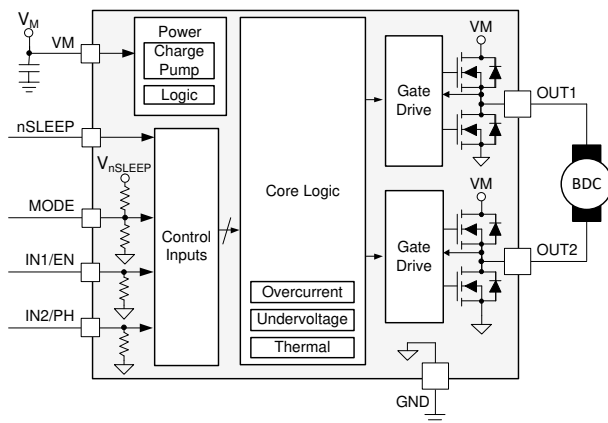 VM
VM
Power
Charge
Pump
Logic
nSLEEP
VnSLEEP
MODE
IN1/EN
IN2/PH
Control
Inputs
Core Logic
Overcurrent
Undervoltage
Thermal
VM
Gate
Drive
OUT1
BDC
VM
Gate
Drive
OUT2
GND